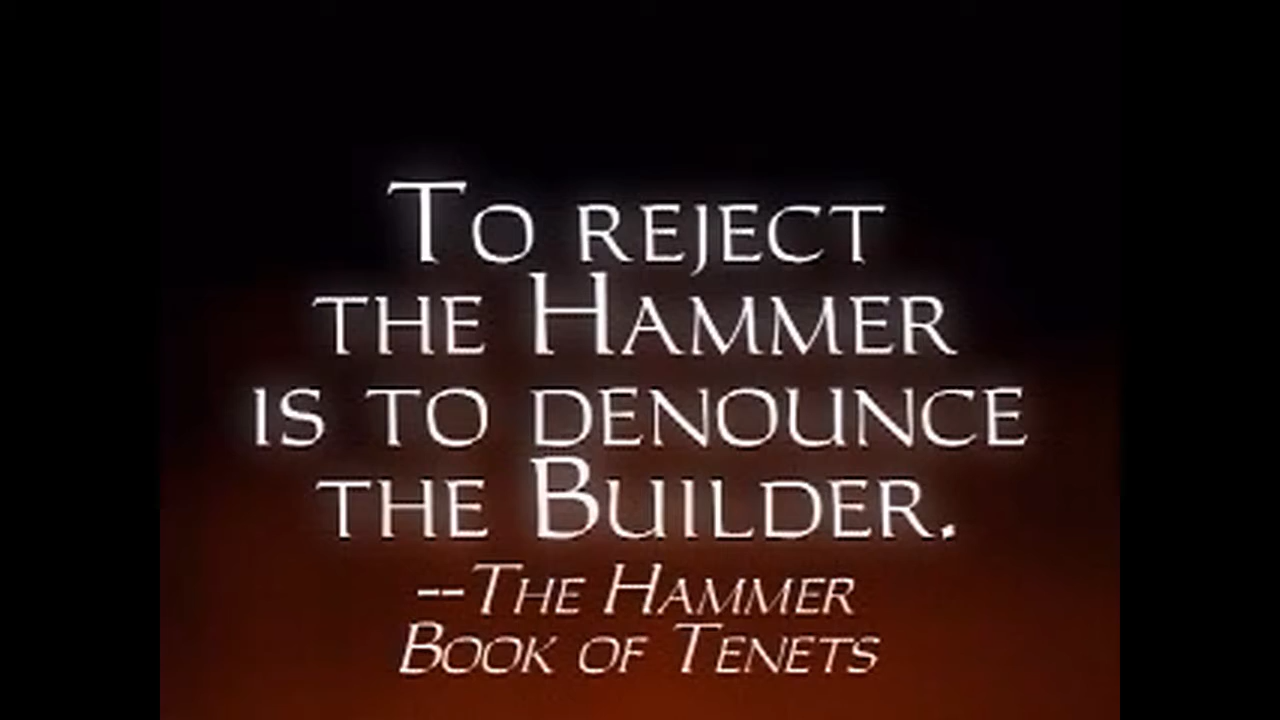 To reject
the Hammer
is to denounce
the Builder.
--The Hammer
Book of Tenets